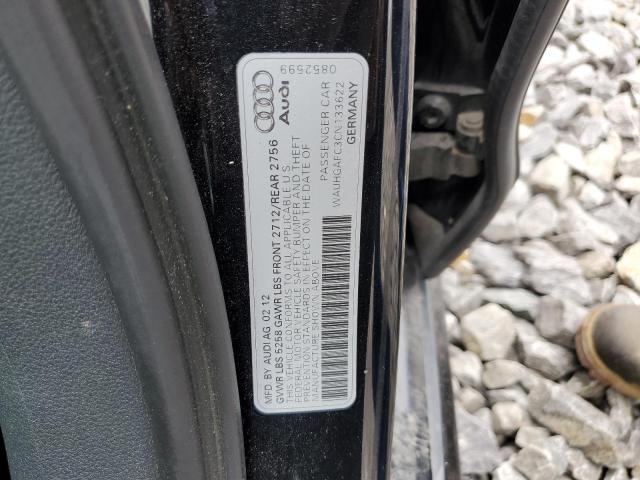 MFD. BY AUDI AG 02 12
GVWR LBS 5258 GAWR LBS FRONT 2712/REAR 2756
THIS VEHICLE CONFORMS TO ALL APPLICABLE U S
FEDERAL MOTOR VEHICLE SAFETY BUMPER AND THEFT
PREVENTION STANDARDS IN EFFECT ON THE DATE OF
MANUFACTURE SHOWN ABOVE
Audi
0852599
PASSENGER CAR
WAUHGAFC3CN133622
GERMANY